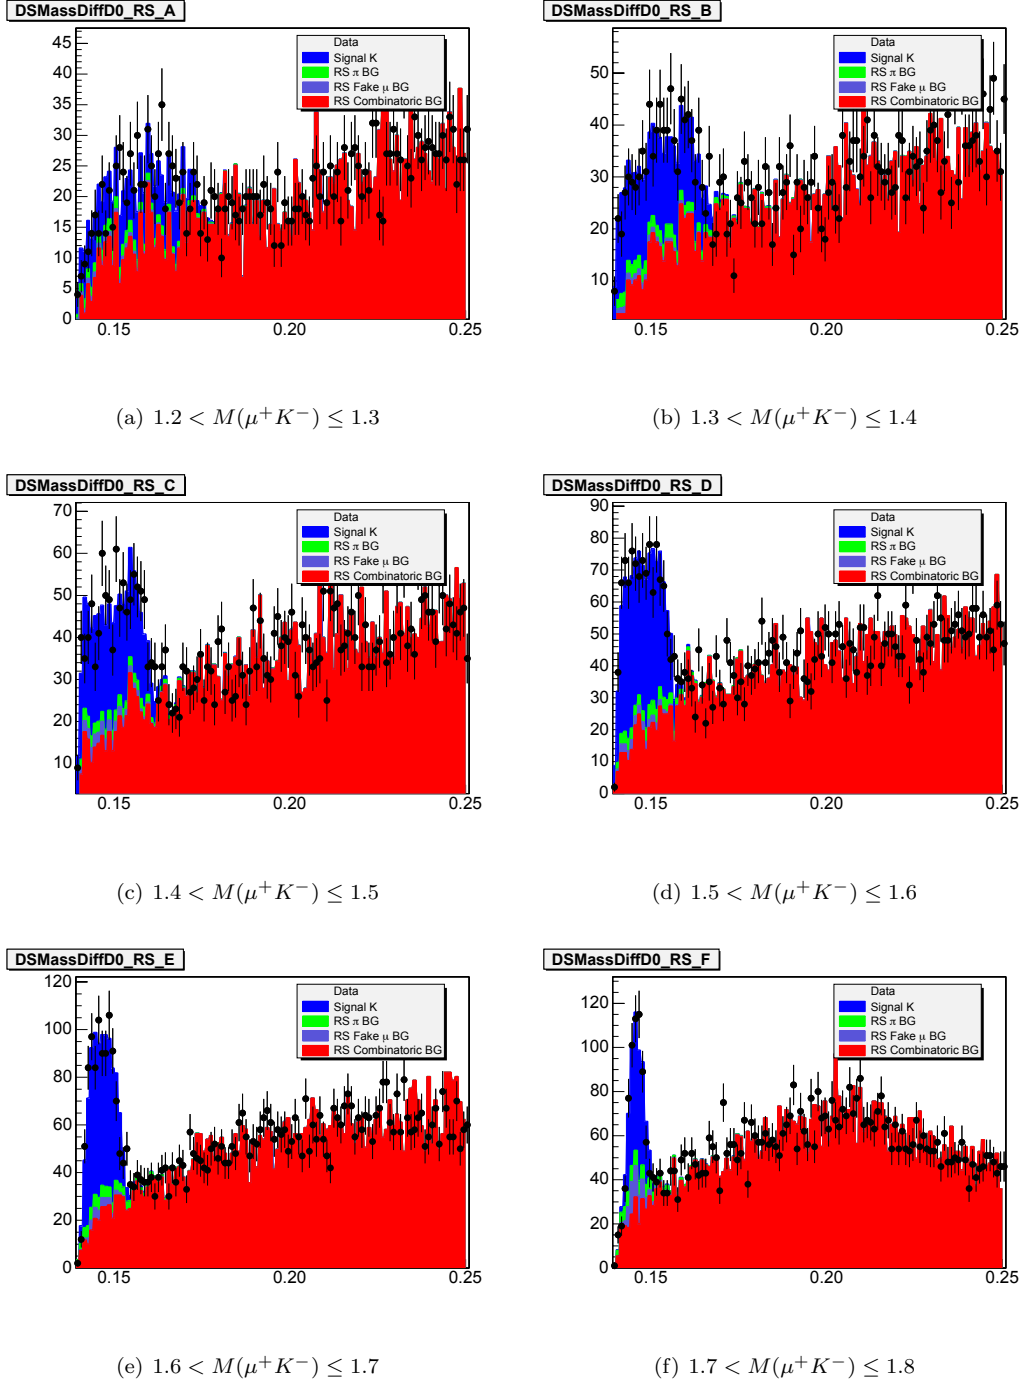 DSMassDiffD0_RS_A
45
40
35
30
25
20
15
10
5
0
0.15 0.20 0.25
Data
Signal K
RS π BG
RS Fake μ BG
RS Combinatoric BG
(a) 1.2 < M(μ⁺K⁻) ≤ 1.3
DSMassDiffD0_RS_B
50
40
30
20
10
0.15 0.20 0.25
Data
Signal K
RS π BG
RS Fake μ BG
RS Combinatoric BG
(b) 1.3 < M(μ⁺K⁻) ≤ 1.4
DSMassDiffD0_RS_C
70
60
50
40
30
20
10
0.15 0.20 0.25
Data
Signal K
RS π BG
RS Fake μ BG
RS Combinatoric BG
(c) 1.4 < M(μ⁺K⁻) ≤ 1.5
DSMassDiffD0_RS_D
90
80
70
60
50
40
30
20
10
0
0.15 0.20 0.25
Data
Signal K
RS π BG
RS Fake μ BG
RS Combinatoric BG
(d) 1.5 < M(μ⁺K⁻) ≤ 1.6
DSMassDiffD0_RS_E
120
100
80
60
40
20
0
0.15 0.20 0.25
Data
Signal K
RS π BG
RS Fake μ BG
RS Combinatoric BG
(e) 1.6 < M(μ⁺K⁻) ≤ 1.7
DSMassDiffD0_RS_F
120
100
80
60
40
20
0
0.15 0.20 0.25
Data
Signal K
RS π BG
RS Fake μ BG
RS Combinatoric BG
(f) 1.7 < M(μ⁺K⁻) ≤ 1.8